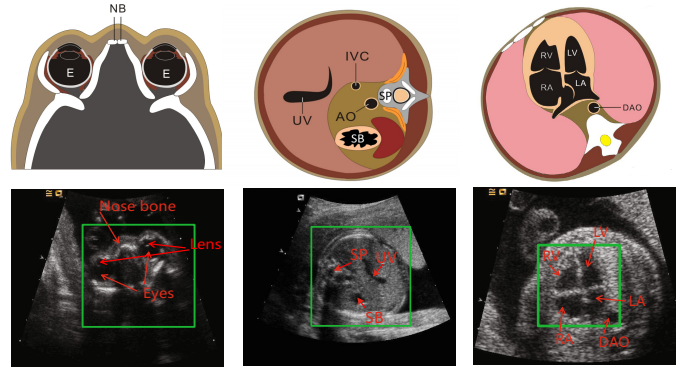 NB
E
E
IVC
SP
AO
UV
SB
RV
LV
RA
LA
DAO
Nose bone
Lens
Eyes
SP
UV
SB
LV
RV
LA
RA
DAO